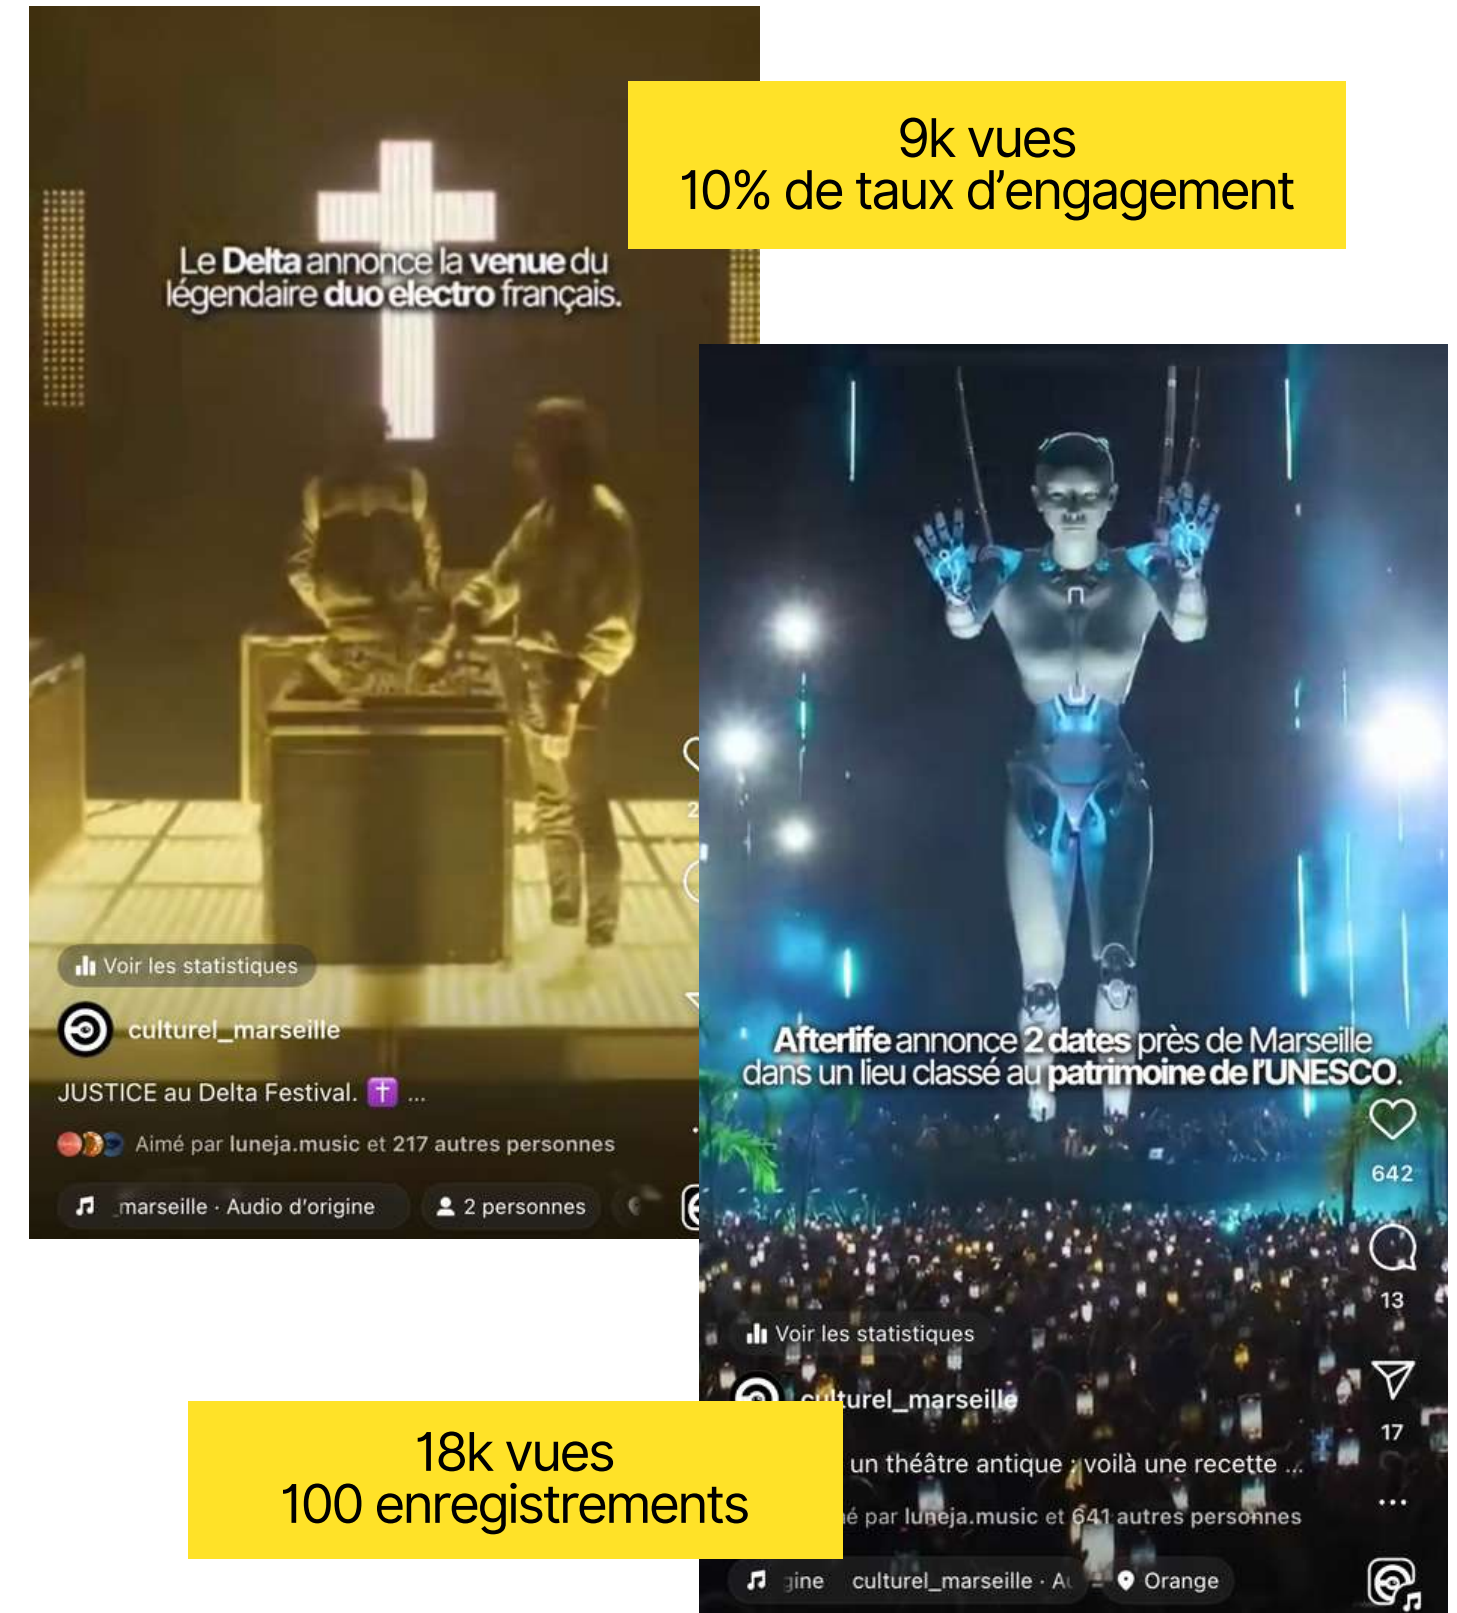 9k vues
10% de taux d’engagement
Le Delta annonce la venue du
légendaire duo electro français.
2
Voir les statistiques
culturel_marseille
JUSTICE au Delta Festival. ✝️ ...
Aimé par luneja.music et 217 autres personnes
_marseille · Audio d’origine
2 personnes
Afterlife annonce 2 dates près de Marseille
dans un lieu classé au patrimoine de l’UNESCO.
642
13
17
Voir les statistiques
culturel_marseille
un théâtre antique : voilà une recette ...
par luneja.music et 641 autres personnes
culturel_marseille ·
Orange
18k vues
100 enregistrements